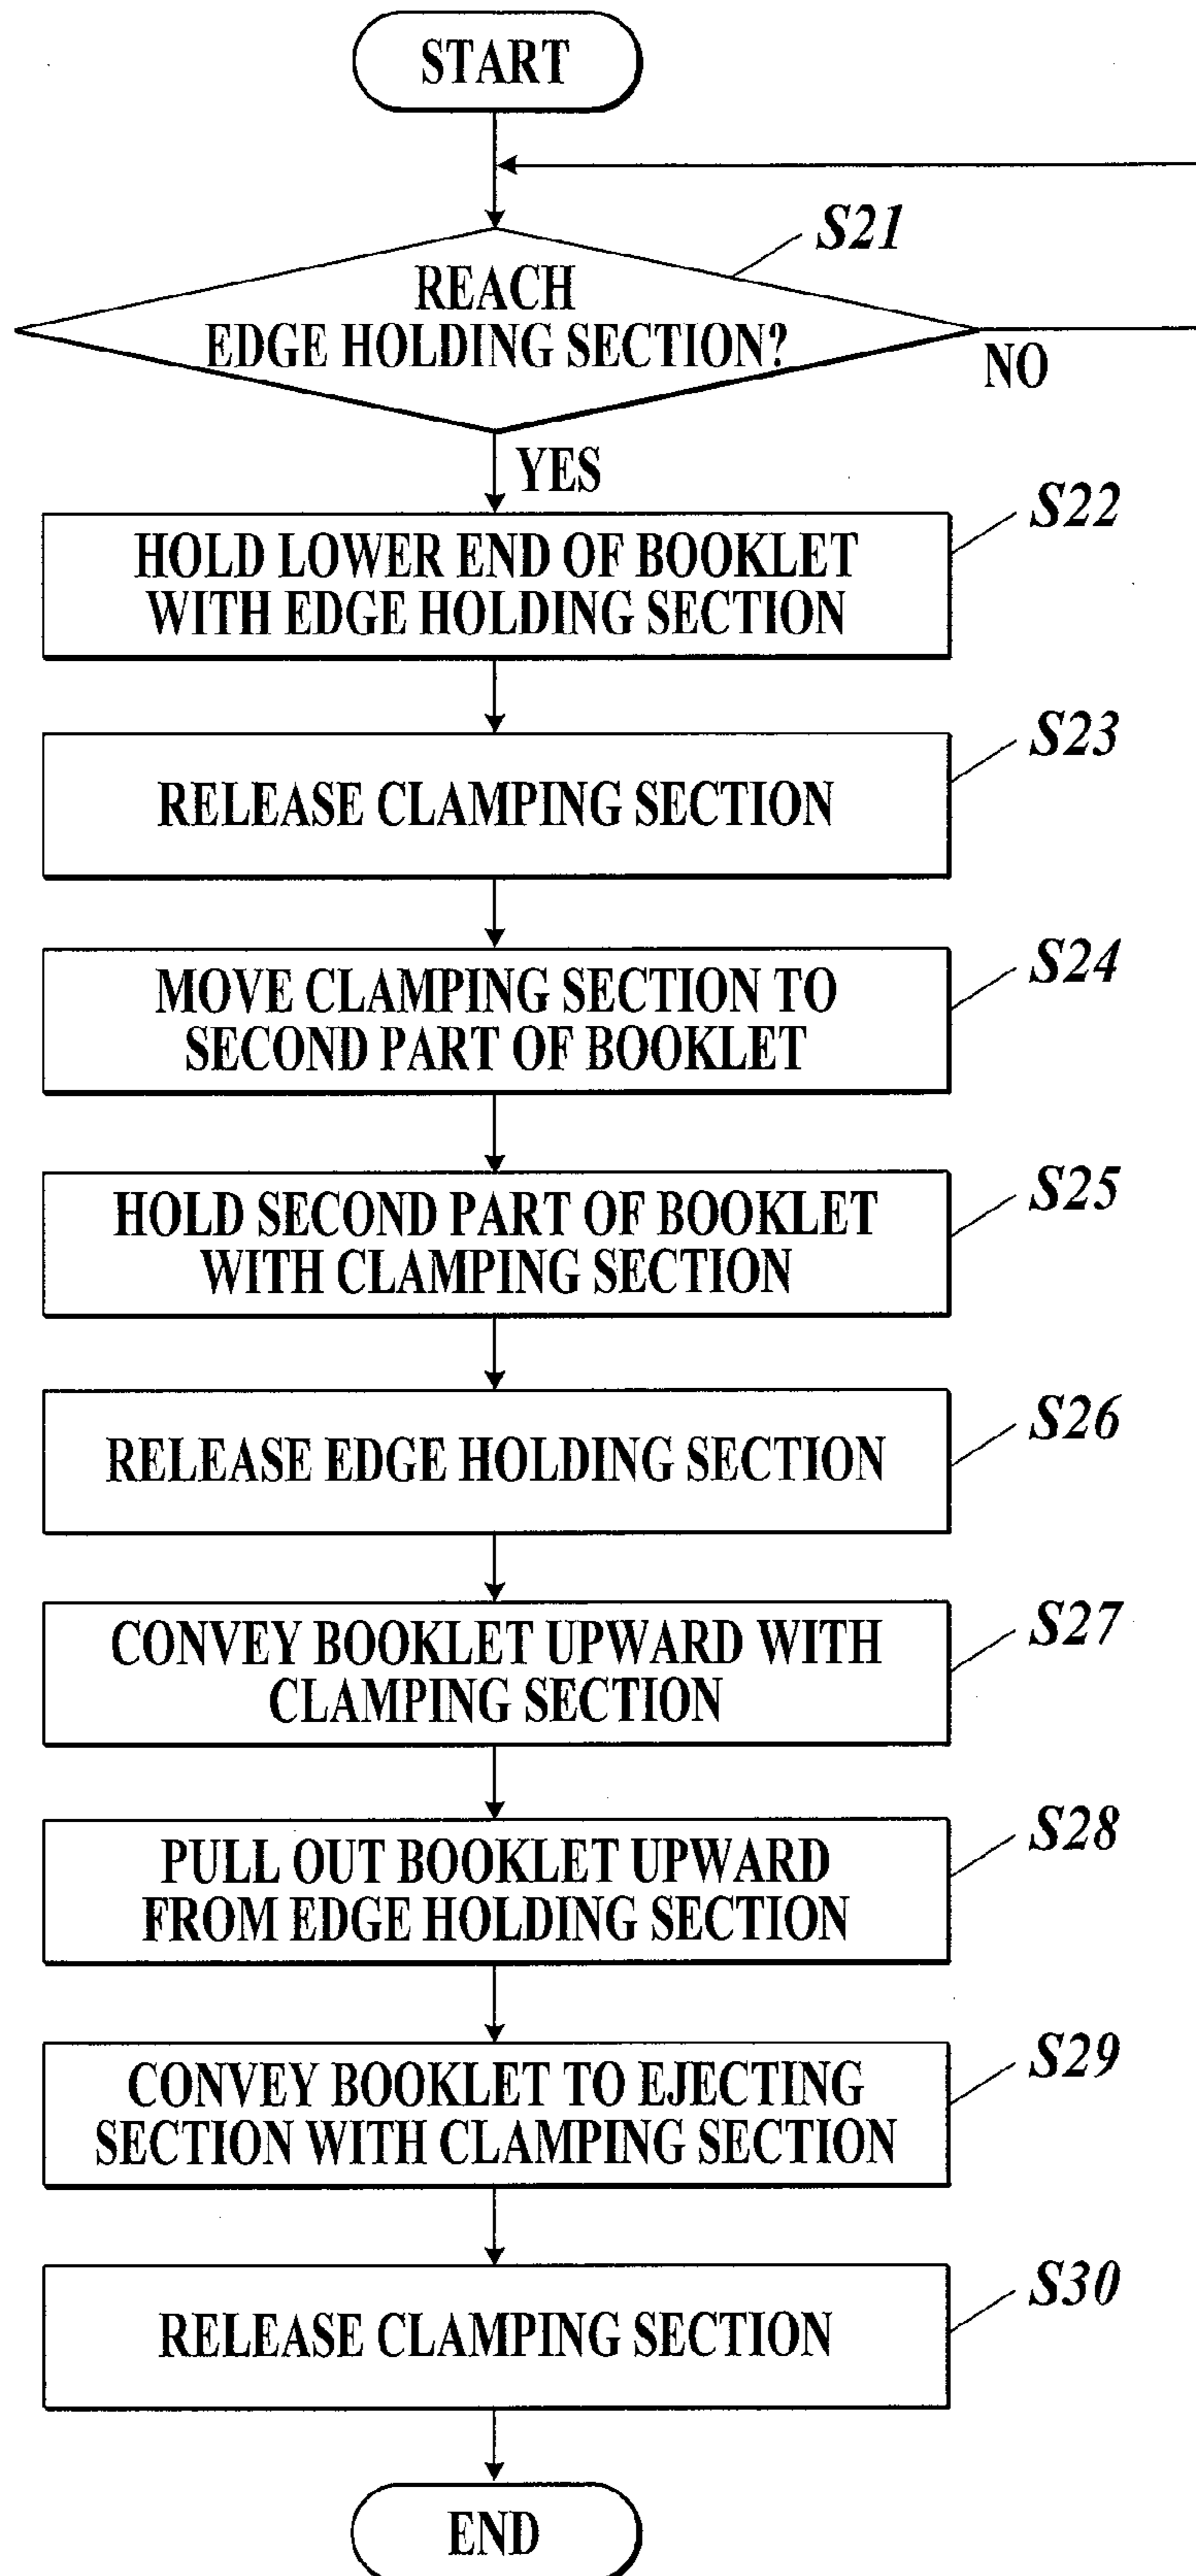 START
S21
REACH
EDGE HOLDING SECTION?
NO
YES
S22
HOLD LOWER END OF BOOKLET
WITH EDGE HOLDING SECTION
S23
RELEASE CLAMPING SECTION
S24
MOVE CLAMPING SECTION TO
SECOND PART OF BOOKLET
S25
HOLD SECOND PART OF BOOKLET
WITH CLAMPING SECTION
S26
RELEASE EDGE HOLDING SECTION
S27
CONVEY BOOKLET UPWARD WITH
CLAMPING SECTION
S28
PULL OUT BOOKLET UPWARD
FROM EDGE HOLDING SECTION
S29
CONVEY BOOKLET TO EJECTING
SECTION WITH CLAMPING SECTION
S30
RELEASE CLAMPING SECTION
END